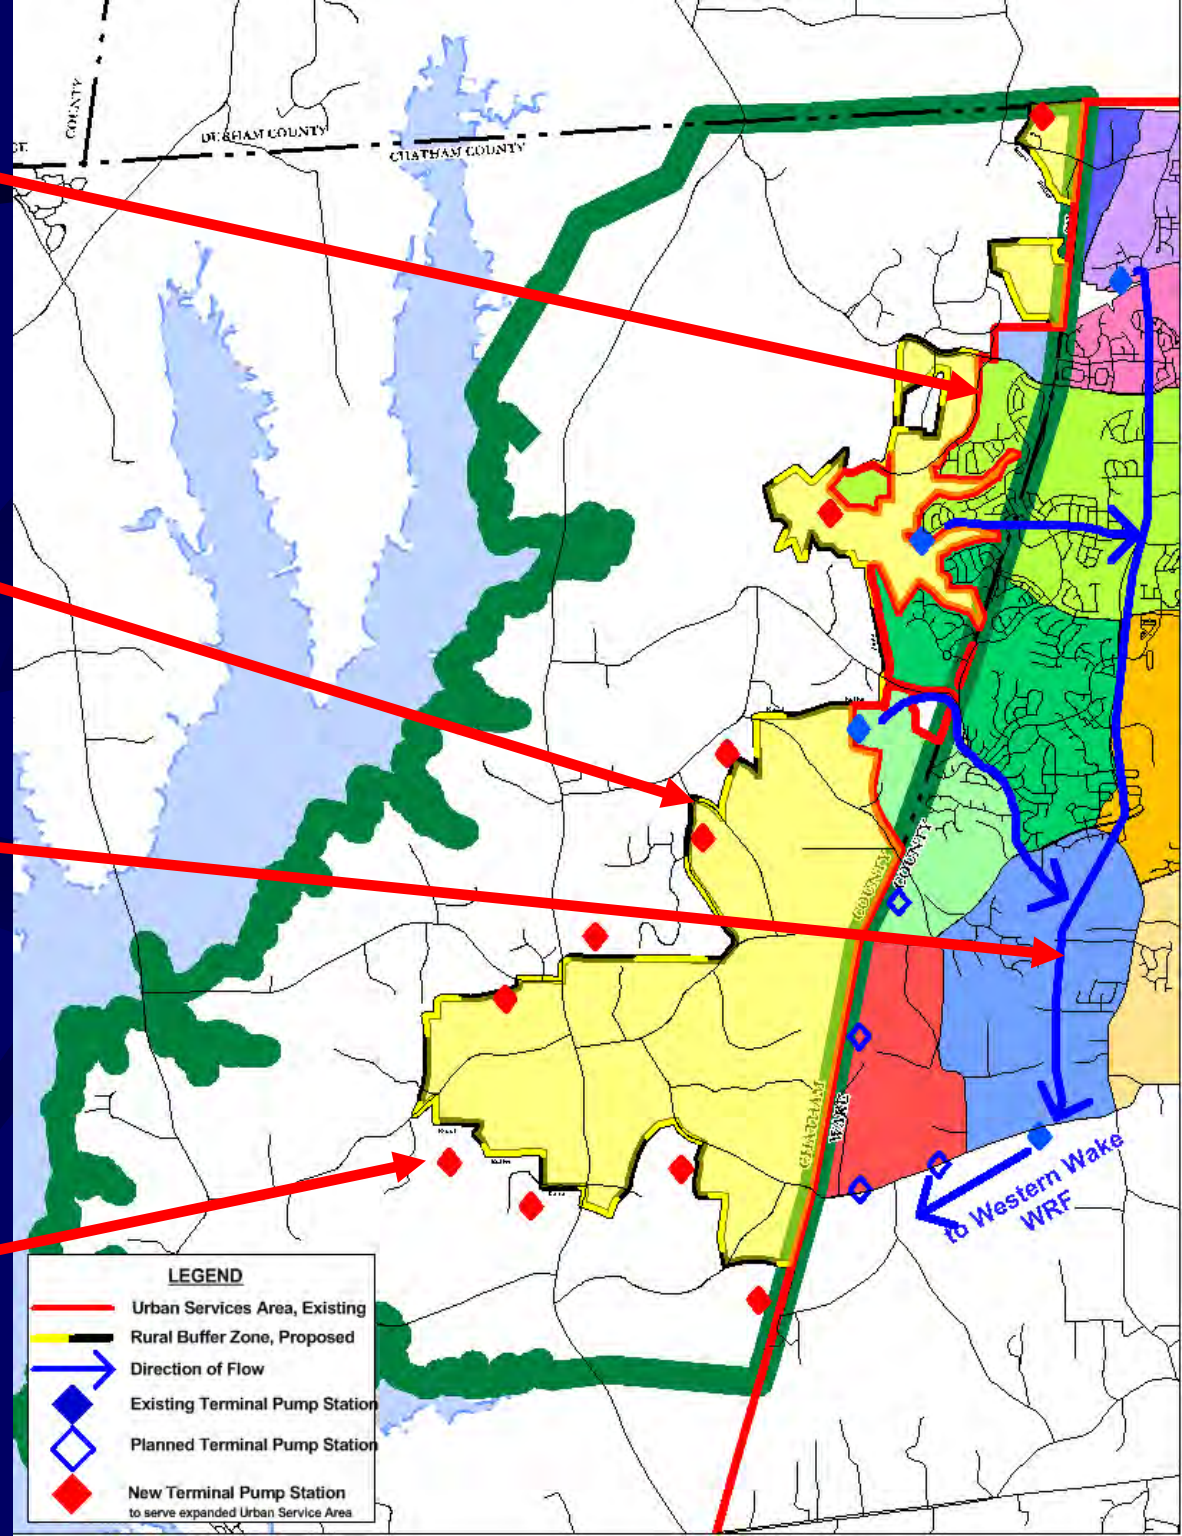 COUNTY
DURHAM COUNTY
CHATHAM COUNTY
COUNTY
COUNTY
CHATHAM
WAKE
to Western Wake
WRF
LEGEND
Urban Services Area, Existing
Rural Buffer Zone, Proposed
Direction of Flow
Existing Terminal Pump Station
Planned Terminal Pump Station
New Terminal Pump Station
to serve expanded Urban Service Area